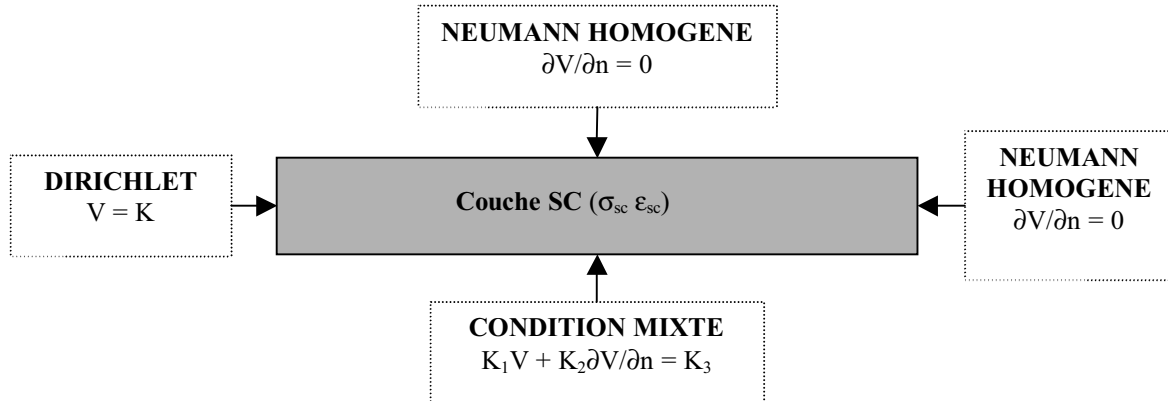 NEUMANN HOMOGENE
∂V/∂n = 0
DIRICHLET
V = K
Couche SC (σsc εsc)
NEUMANN
HOMOGENE
∂V/∂n = 0
CONDITION MIXTE
K1V + K2∂V/∂n = K3